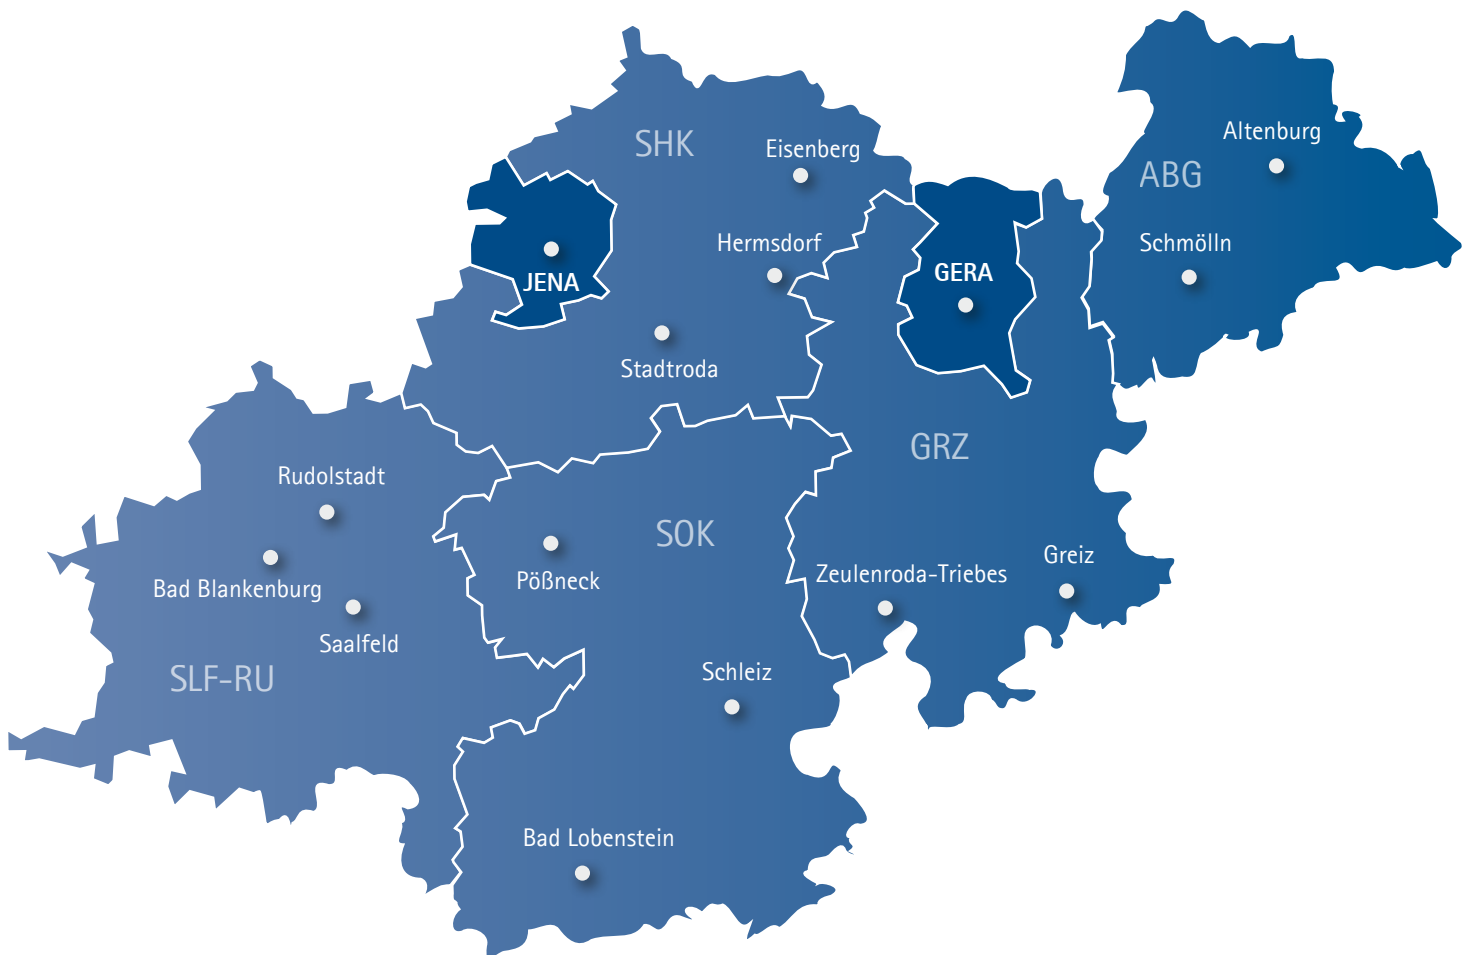 Altenburg
SHK
Eisenberg
ABG
Hermsdorf
Schmölln
GERA
JENA
Stadtroda
GRZ
Rudolstadt
SOK
Greiz
Zeulenroda-Triebes
Pößneck
Bad Blankenburg
Saalfeld
Schleiz
SLF-RU
Bad Lobenstein